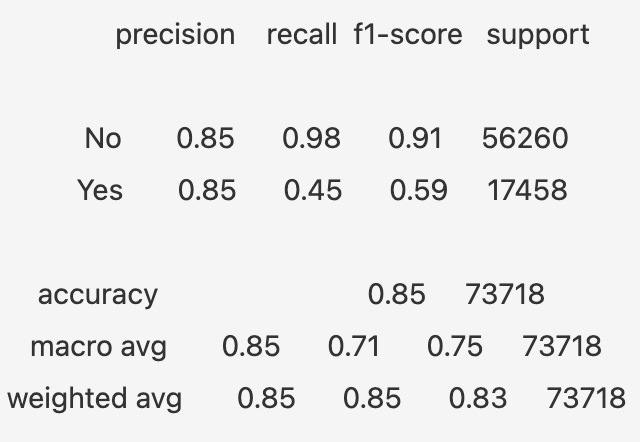 precision recall f1-score support
No 0.85 0.98 0.91 56260
Yes 0.85 0.45 0.59 17458
accuracy 0.85 73718
macro avg 0.85 0.71 0.75 73718
weighted avg 0.85 0.85 0.83 73718